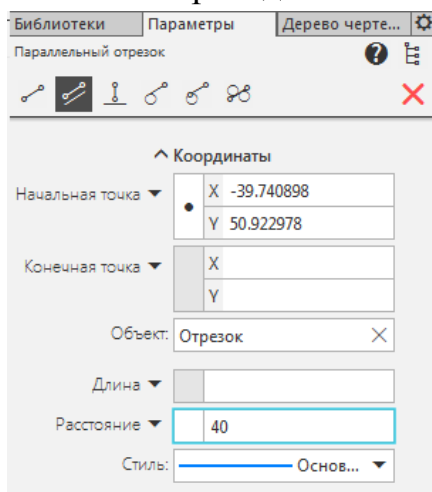 Библиотеки Параметры Дерево черте...
Параллельный отрезок
Координаты
Начальная точка X -39.740898
Y 50.922978
Конечная точка X
Y
Объект: Отрезок
Длина
Расстояние 40
Стиль: Основ...